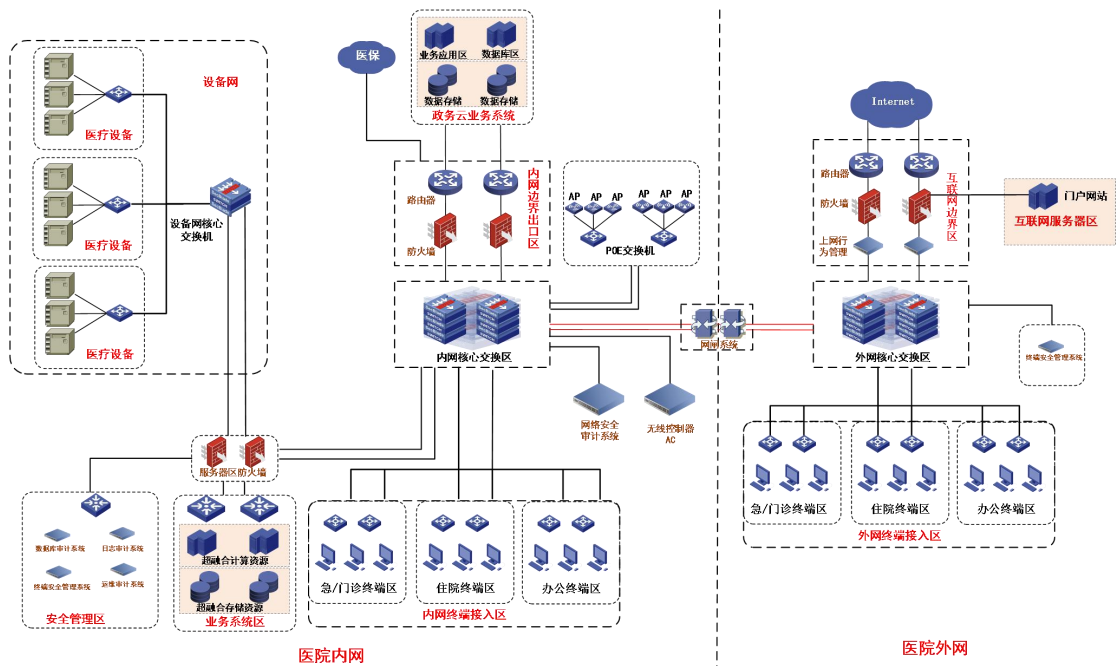 设备网
医疗设备
医疗设备
医疗设备
设备网核心
交换机
医保
业务应用区
数据库区
数据存储
数据存储
政务云业务系统
路由器
防火墙
内网边界出口区
AP
AP
AP
AP
AP
AP
POE交换机
内网核心交换区
网络安全
审计系统
无线控制器
AC
网闸系统
服务器区防火墙
数据库审计系统
日志审计系统
终端安全管理系统
运维审计系统
安全管理区
超融合计算资源
超融合存储资源
业务系统区
急/门诊终端区
住院终端区
办公终端区
内网终端接入区
医院内网
Internet
路由器
防火墙
上网行
为管理
互联网边界区
门户网站
互联网服务器区
外网核心交换区
终端安全管理系统
急/门诊终端区
住院终端区
办公终端区
外网终端接入区
医院外网